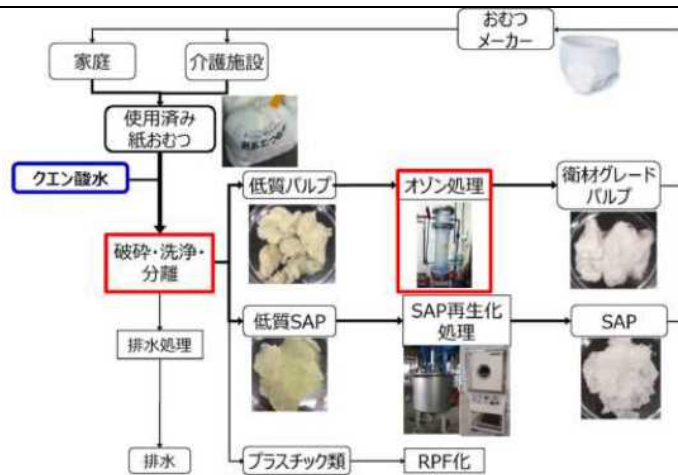 おむつ
メーカー
家庭
介護施設
使用済み
紙おむつ
クエン酸水
低質パルプ
オゾン処理
衛材グレード
パルプ
破砕・洗浄・
分離
低質SAP
SAP再生化
処理
SAP
排水処理
排水
プラスチック類
RPF化